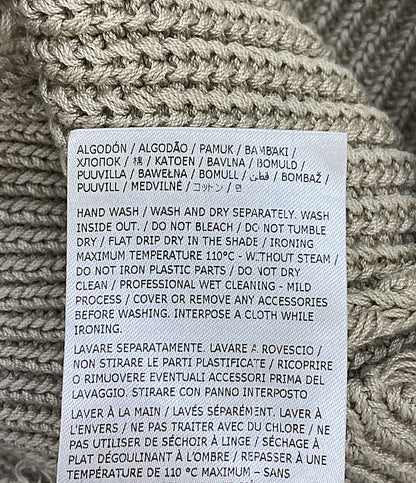 ALGODÓN / ALGODÃO / PAMUK / BAMBAKI /
ХЛОПОК / 棉 / KATOEN / BAVLNA / BOMULD /
PUUVILLA / BAWEŁNA / BOMULL / قطن / BOMBAŽ /
PUUVILL / MEDVILNĖ / コットン / 면
HAND WASH / WASH AND DRY SEPARATELY. WASH
INSIDE OUT. / DO NOT BLEACH / DO NOT TUMBLE
DRY / FLAT DRIP DRY IN THE SHADE / IRONING
MAXIMUM TEMPERATURE 110°C - WITHOUT STEAM /
DO NOT IRON PLASTIC PARTS / DO NOT DRY
CLEAN / PROFESSIONAL WET CLEANING - MILD
PROCESS / COVER OR REMOVE ANY ACCESSORIES
BEFORE WASHING. INTERPOSE A CLOTH WHILE
IRONING.
LAVARE SEPARATAMENTE. LAVARE A ROVESCIO /
NON STIRARE LE PARTI PLASTIFICATE / RICOPRIRE
O RIMUOVERE EVENTUALI ACCESSORI PRIMA DEL
LAVAGGIO. STIRARE CON PANNO INTERPOSTO
LAVER À LA MAIN / LAVÉS SÉPARÉMENT. LAVER À
L'ENVERS / NE PAS TRAITER AVEC DU CHLORE / NE
PAS UTILISER DE SÉCHOIR À LINGE / SÉCHAGE À
PLAT DÉGOULINANT À L'OMBRE / REPASSER À UNE
TEMPÉRATURE DE 110 °C MAXIMUM – SANS